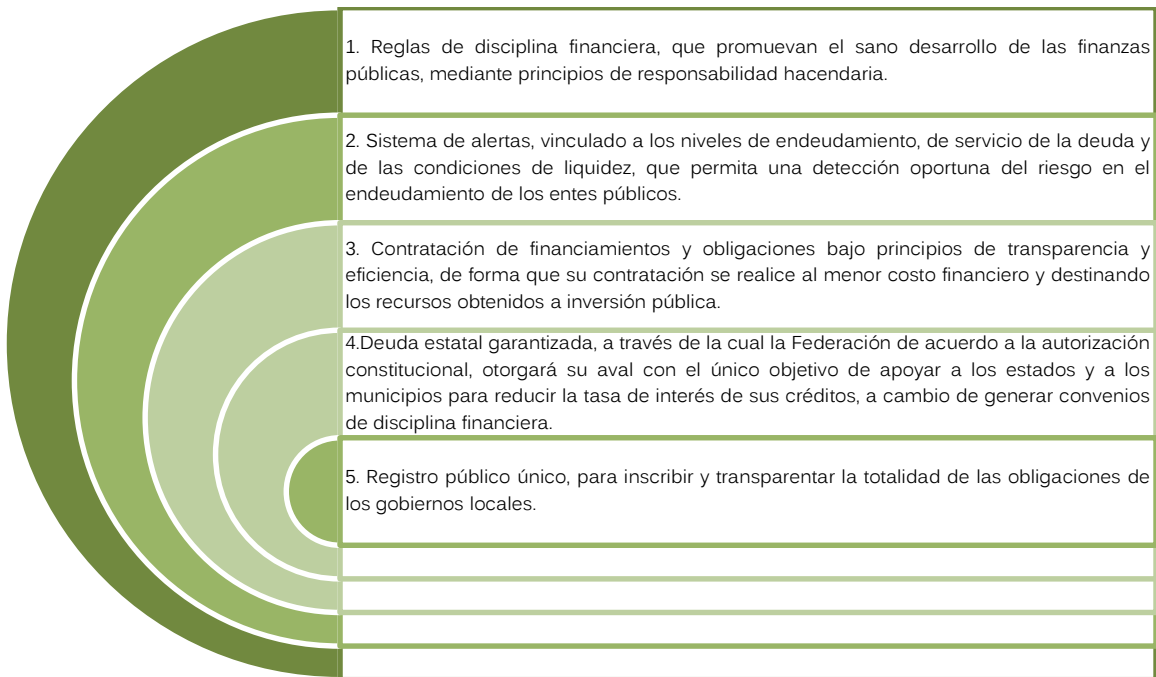 1. Reglas de disciplina financiera, que promuevan el sano desarrollo de las finanzas
públicas, mediante principios de responsabilidad hacendaria.
2. Sistema de alertas, vinculado a los niveles de endeudamiento, de servicio de la deuda y
de las condiciones de liquidez, que permita una detección oportuna del riesgo en el
endeudamiento de los entes públicos.
3. Contratación de financiamientos y obligaciones bajo principios de transparencia y
eficiencia, de forma que su contratación se realice al menor costo financiero y destinando
los recursos obtenidos a inversión pública.
4.Deuda estatal garantizada, a través de la cual la Federación de acuerdo a la autorización
constitucional, otorgará su aval con el único objetivo de apoyar a los estados y a los
municipios para reducir la tasa de interés de sus créditos, a cambio de generar convenios
de disciplina financiera.
5. Registro público único, para inscribir y transparentar la totalidad de las obligaciones de
los gobiernos locales.